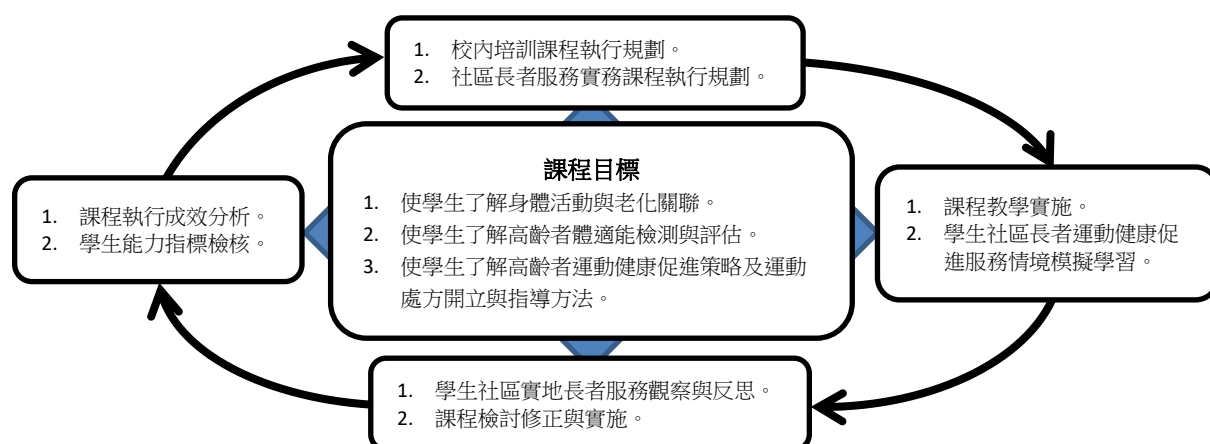 1. 校內培訓課程執行規劃。
2. 社區長者服務實務課程執行規劃。
課程目標
1. 使學生了解身體活動與老化關聯。
2. 使學生了解高齡者體適能檢測與評估。
3. 使學生了解高齡者運動健康促進策略及運動
處方開立與指導方法。
1. 課程執行成效分析。
2. 學生能力指標檢核。
1. 課程教學實施。
2. 學生社區長者運動健康促
進服務情境模擬學習。
1. 學生社區實地長者服務觀察與反思。
2. 課程檢討修正與實施。